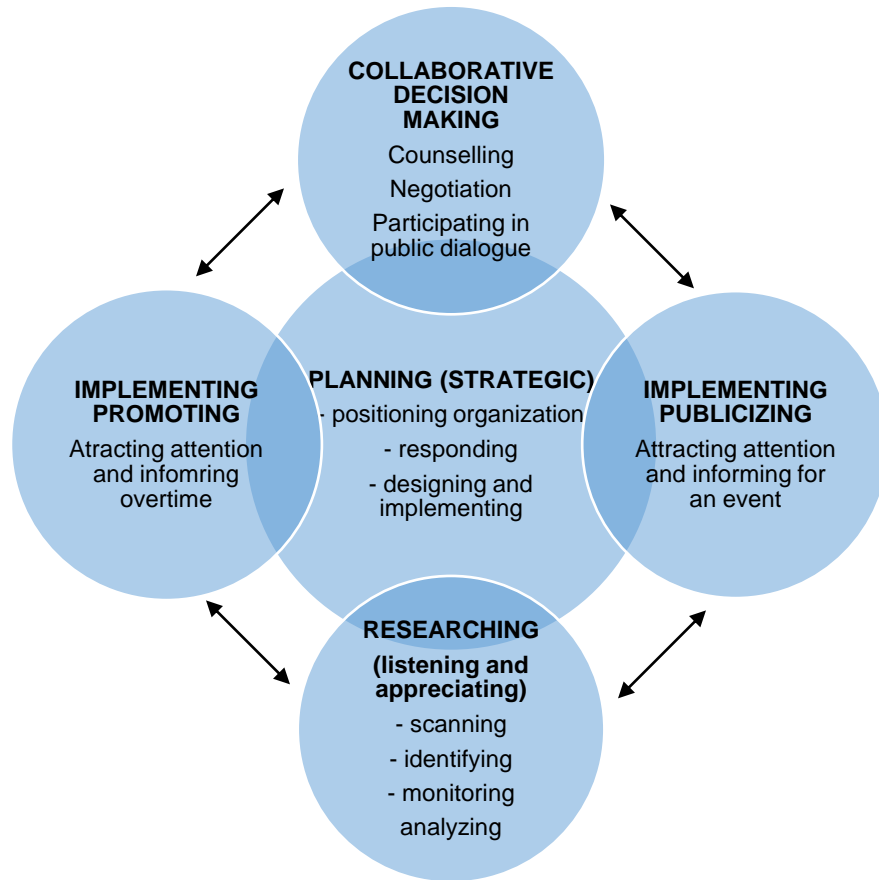 COLLABORATIVE
DECISION
MAKING
Counselling
Negotiation
Participating in
public dialogue
IMPLEMENTING
PROMOTING
Atracting attention
and infomring
overtime
PLANNING (STRATEGIC)
- positioning organization
- responding
- designing and
implementing
IMPLEMENTING
PUBLICIZING
Attracting attention
and informing for
an event
RESEARCHING
(listening and
appreciating)
- scanning
- identifying
- monitoring
analyzing